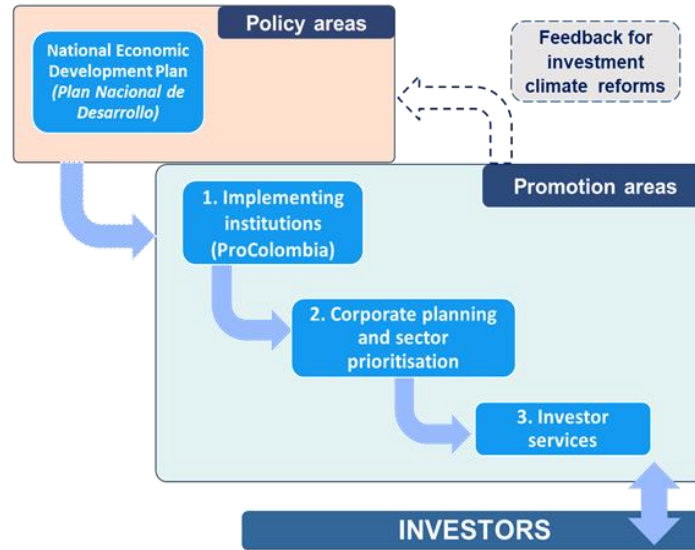 Policy areas
National Economic
Development Plan
(Plan Nacional de
Desarrollo)
Feedback for
investment
climate reforms
Promotion areas
1. Implementing
institutions
(ProColombia)
2. Corporate planning
and sector
prioritisation
3. Investor
services
INVESTORS